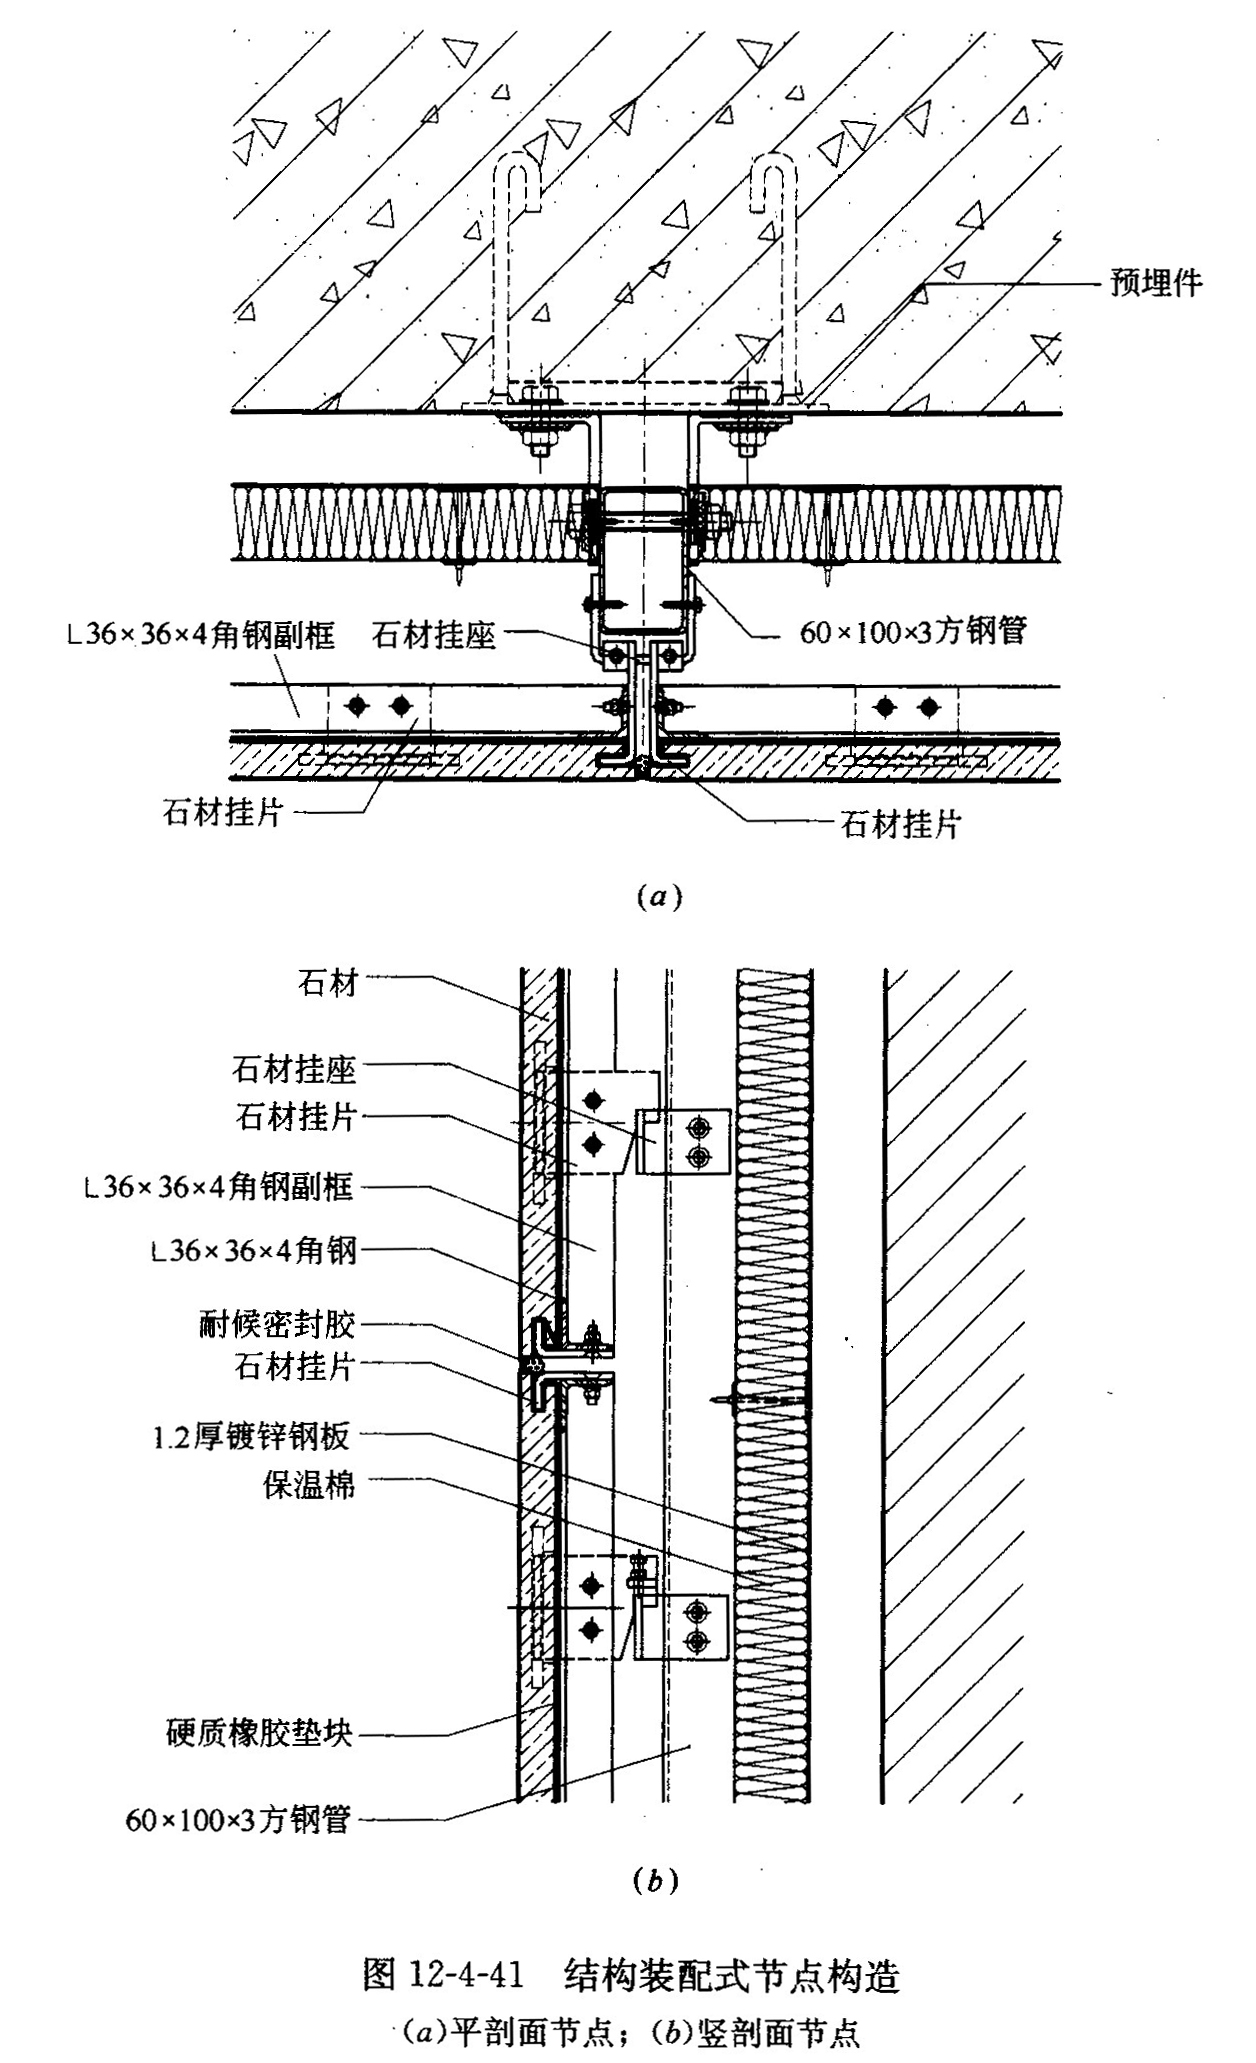 预埋件
L36×36×4角钢副框
石材挂座
60×100×3方钢管
石材挂片
石材挂片
(a)
石材
石材挂座
石材挂片
L36×36×4角钢副框
L36×36×4角钢
耐候密封胶
石材挂片
1.2厚镀锌钢板
保温棉
硬质橡胶垫块
60×100×3方钢管
(b)
图 12-4-41 结构装配式节点构造
(a)平剖面节点；(b)竖剖面节点